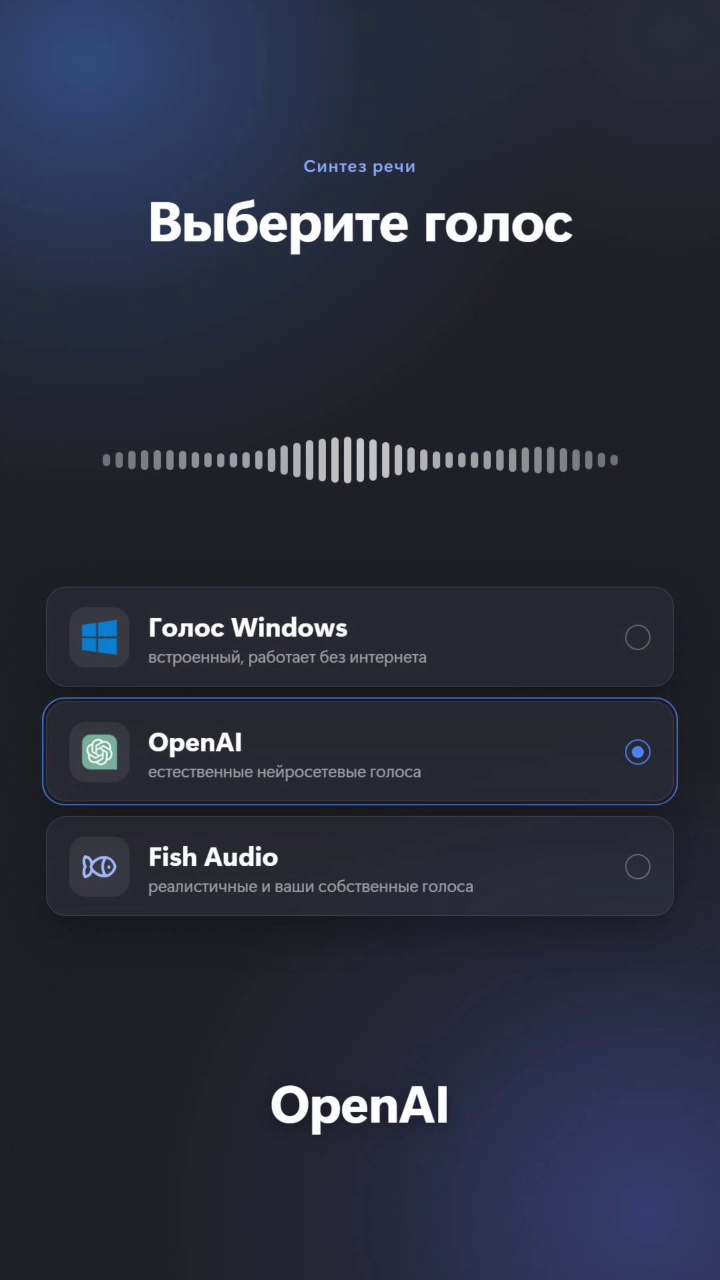 Синтез речи
Выберите голос
Голос Windows
встроенный, работает без интернета
OpenAI
естественные нейросетевые голоса
Fish Audio
реалистичные и ваши собственные голоса
OpenAI